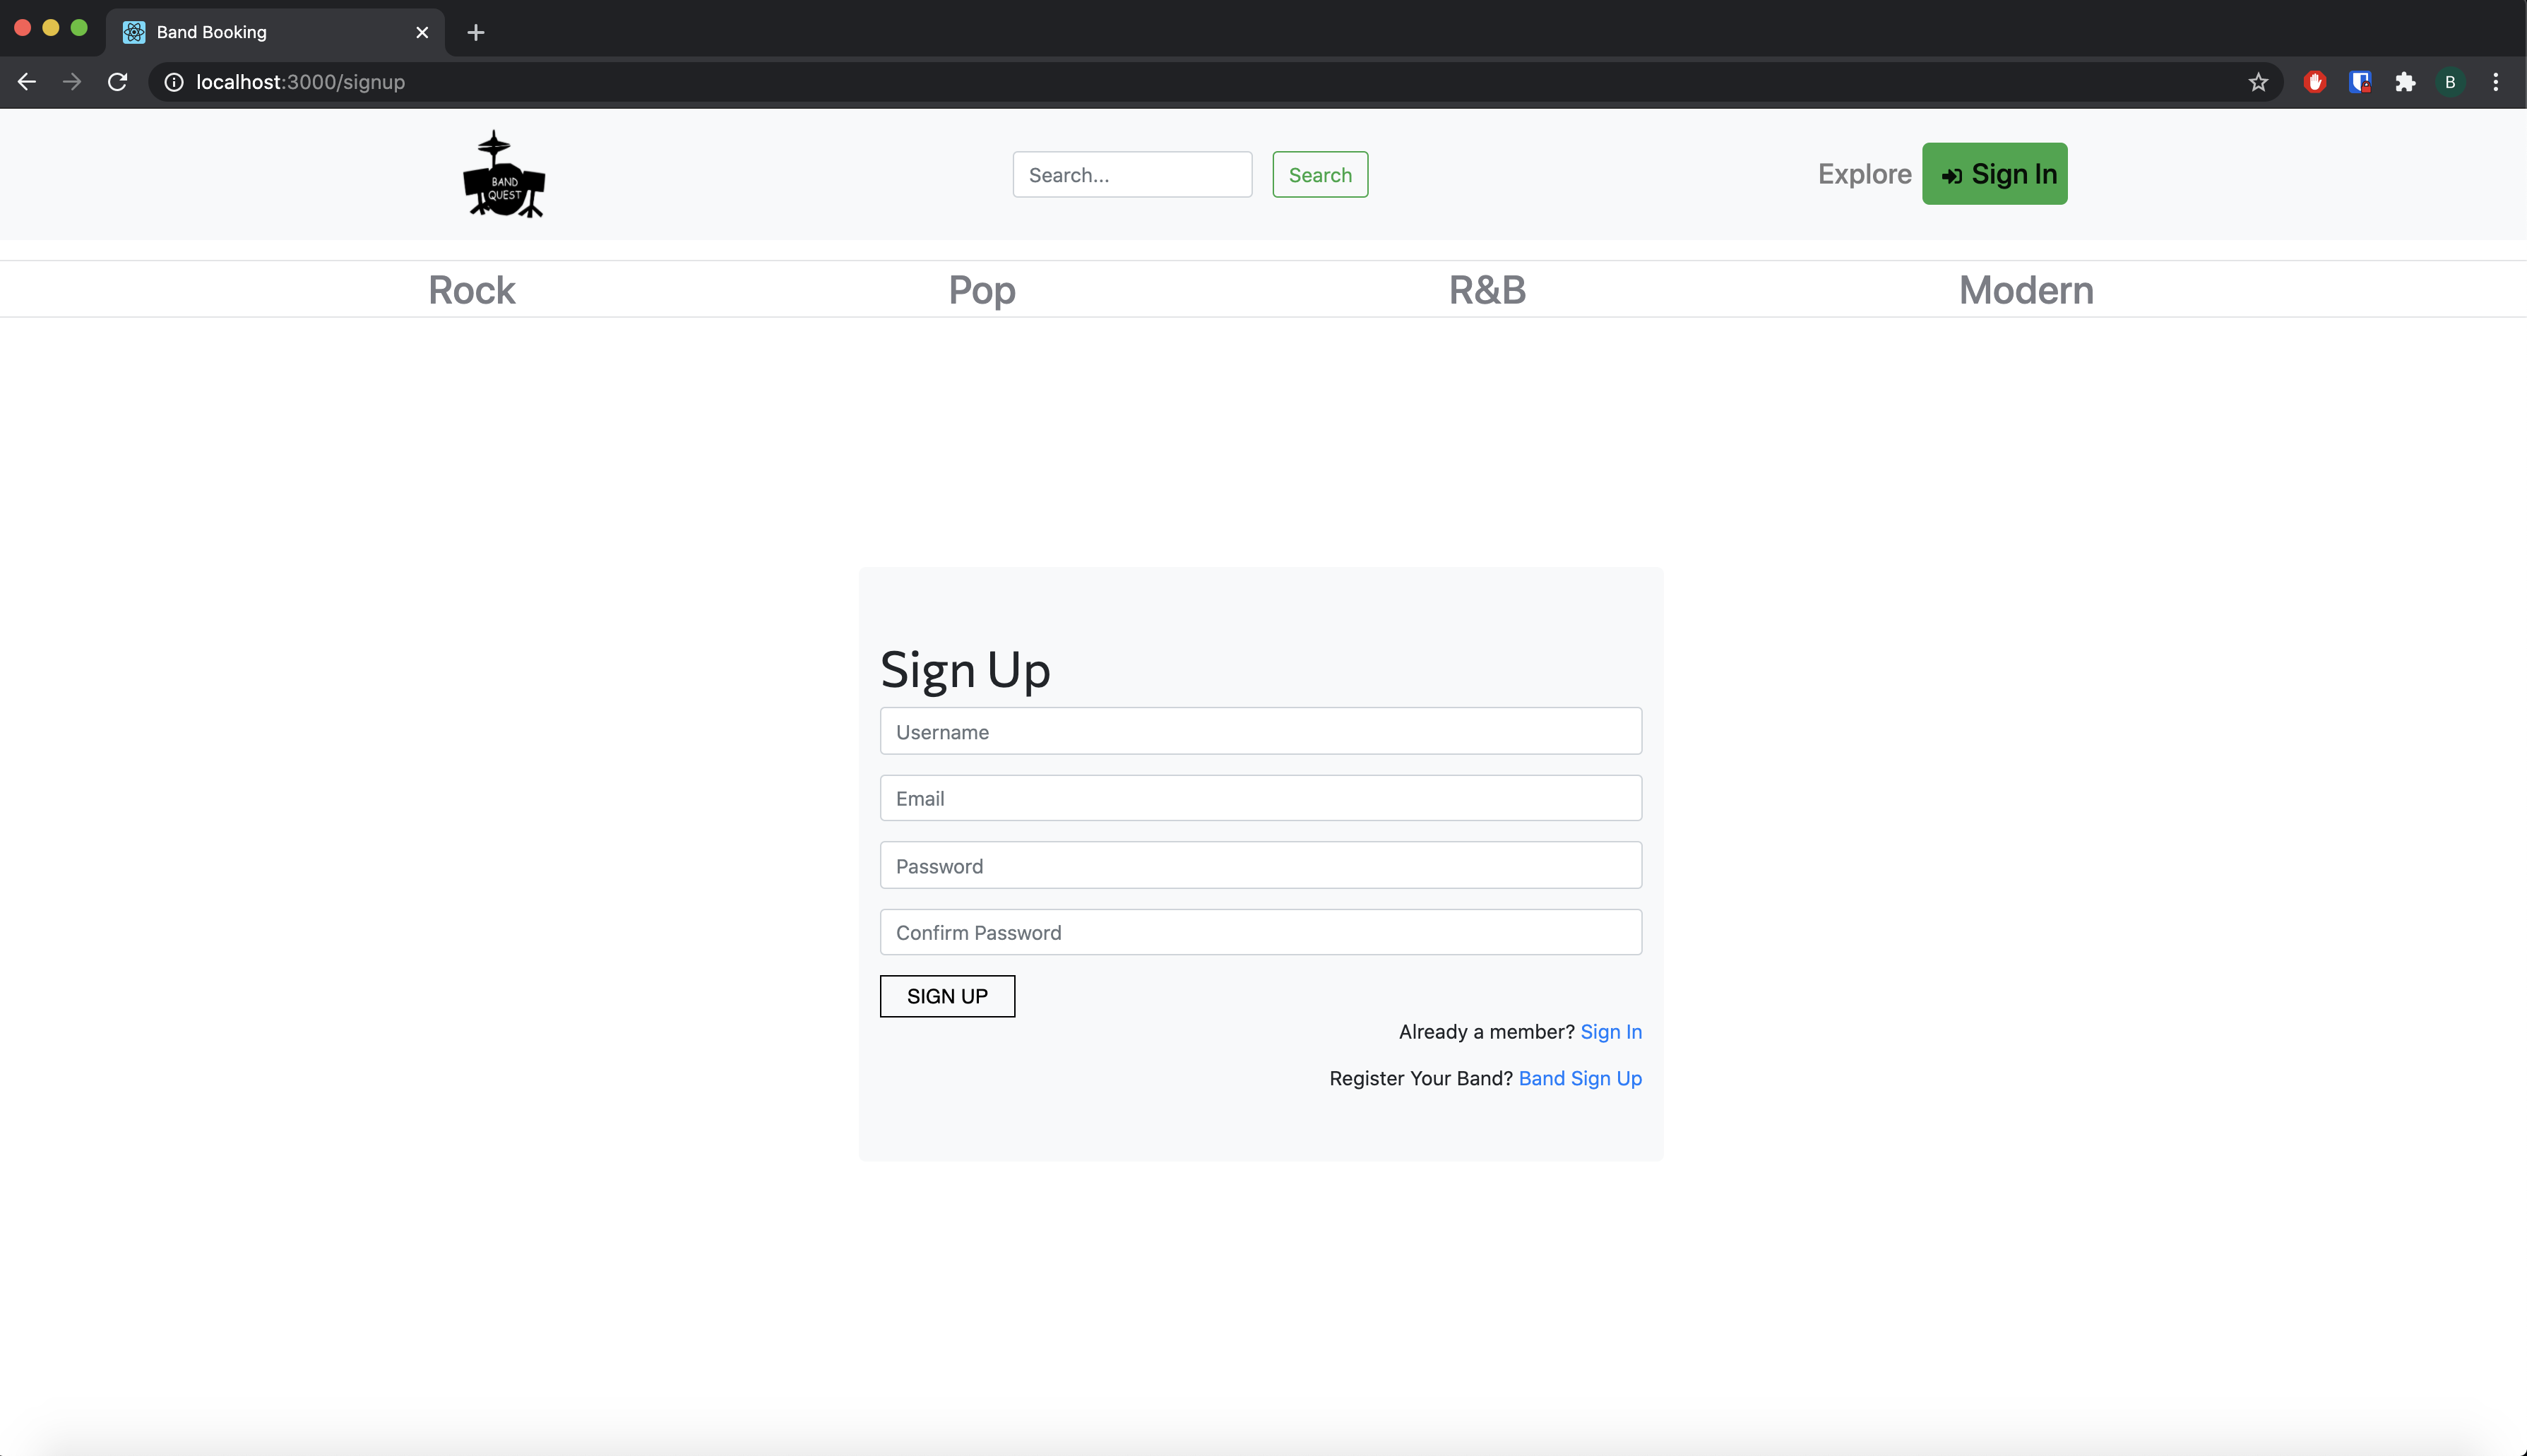 Band Booking
localhost:3000/signup
B
BAND
QUEST
Search...
Search
Explore
Sign In
Rock
Pop
R&B
Modern
Sign Up
Username
Email
Password
Confirm Password
SIGN UP
Already a member? Sign In
Register Your Band? Band Sign Up